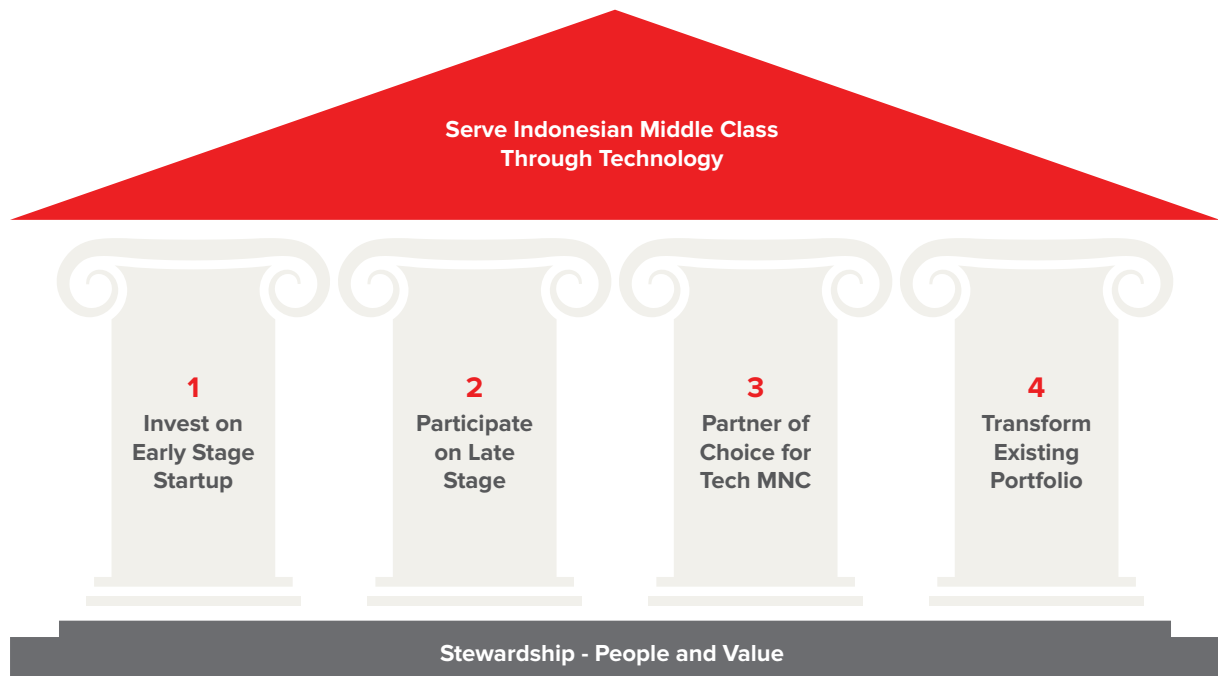 Serve Indonesian Middle Class
Through Technology
1
Invest on
Early Stage
Startup
2
Participate
on Late
Stage
3
Partner of
Choice for
Tech MNC
4
Transform
Existing
Portfolio
Stewardship - People and Value